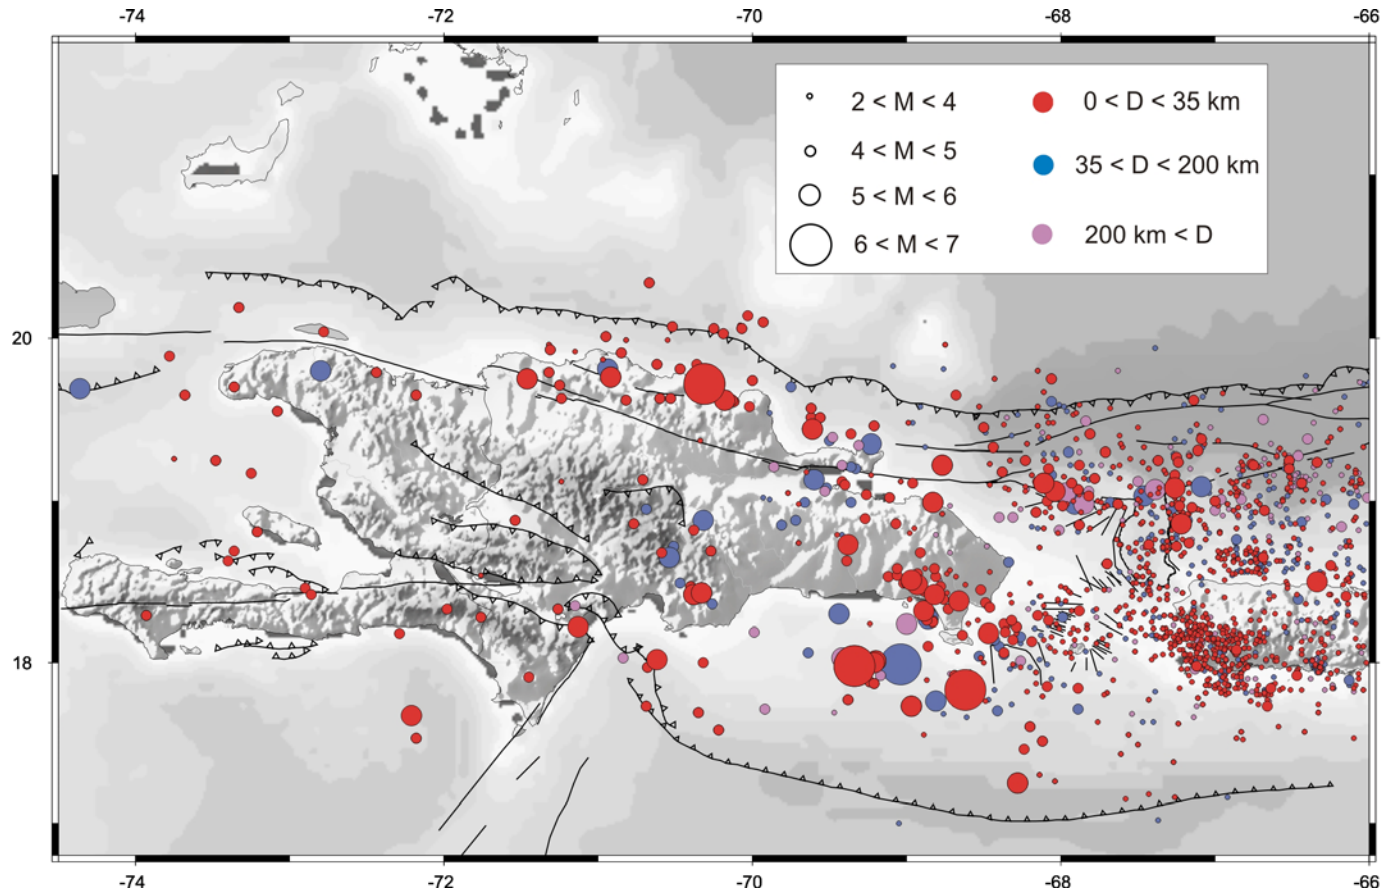 -74 -72 -70 -68 -66
2 < M < 4 0 < D < 35 km
4 < M < 5 35 < D < 200 km
5 < M < 6
6 < M < 7 200 km < D
20
18
-74 -72 -70 -68 -66